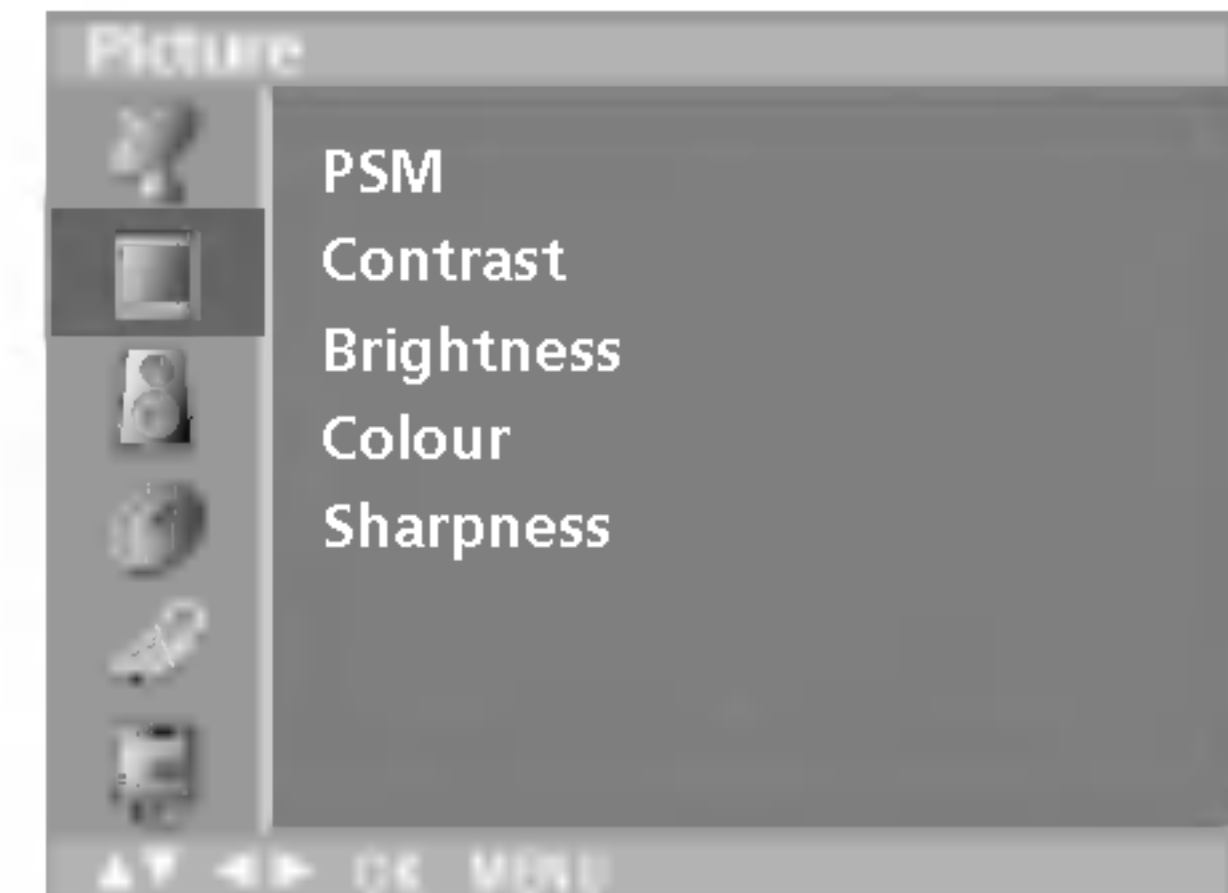 Picture
PSM
Contrast
Brightness
Colour
Sharpness
▲▼ ◀▶ OK MENU